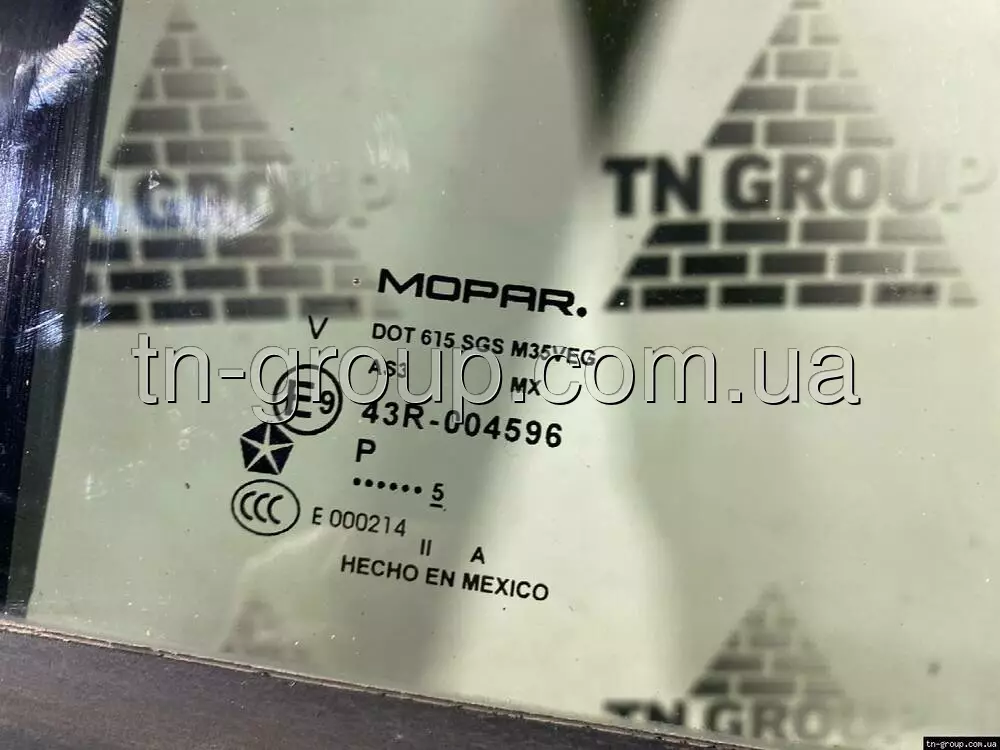 TN GROUP
TN GROUP
MOPAR.
V
DOT 615 SGS M35VEG
AS3
MX
tn-group.com.ua
E9
43R-004596
P
...... 5
CCC
E 000214
II A
HECHO EN MEXICO
TN GROUP
tn-group.com.ua